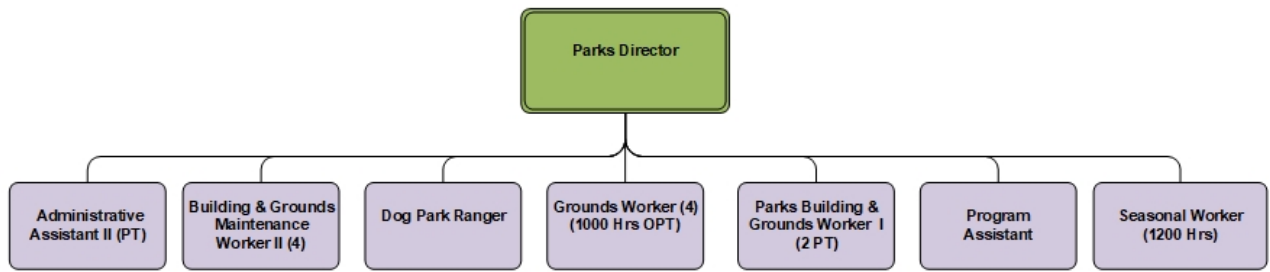 Parks Director
Administrative
Assistant II (PT)
Building & Grounds
Maintenance
Worker II (4)
Dog Park Ranger
Grounds Worker (4)
(1000 Hrs OPT)
Parks Building &
Grounds Worker I
(2 PT)
Program
Assistant
Seasonal Worker
(1200 Hrs)